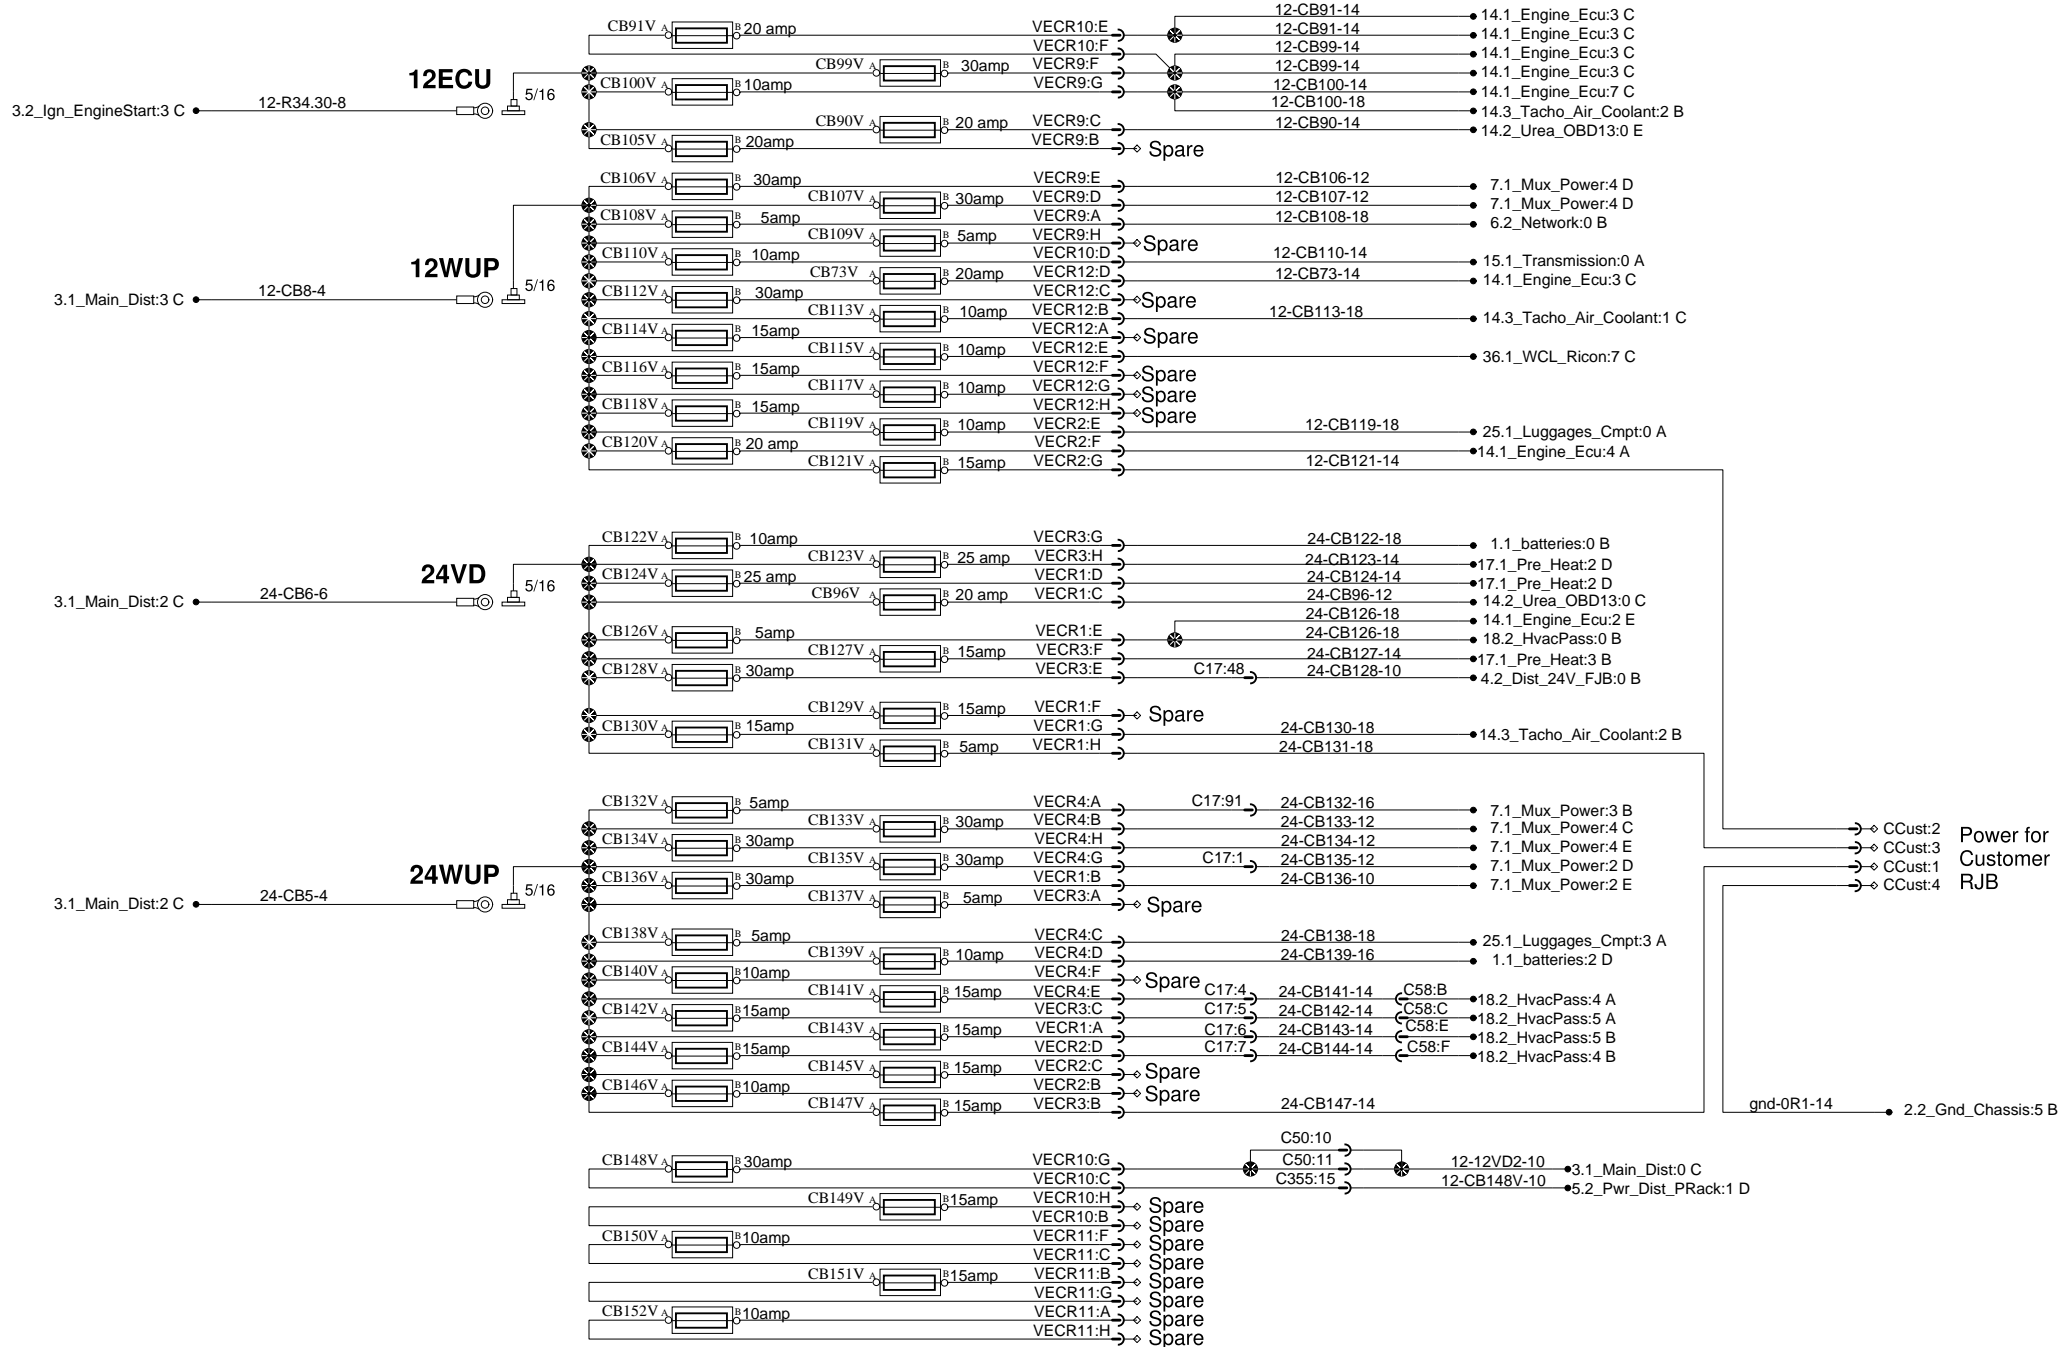 CB91V A B 20 amp VECR10:E 12-CB91-14 14.1_Engine_Ecu:3 C
12-CB91-14 14.1_Engine_Ecu:3 C
VECR10:F 12-CB99-14 14.1_Engine_Ecu:3 C
CB99V A B 30amp VECR9:F 12-CB99-14 14.1_Engine_Ecu:3 C
12ECU
5/16
3.2_Ign_EngineStart:3 C 12-R34.30-8
CB100V A B 10amp VECR9:G 12-CB100-14 14.1_Engine_Ecu:7 C
12-CB100-18 14.3_Tacho_Air_Coolant:2 B
CB90V A B 20 amp VECR9:C 12-CB90-14 14.2_Urea_OBD13:0 E
CB105V A B 20amp VECR9:B Spare
CB106V A B 30amp VECR9:E 12-CB106-12 7.1_Mux_Power:4 D
CB107V A B 30amp VECR9:D 12-CB107-12 7.1_Mux_Power:4 D
CB108V A B 5amp VECR9:A 12-CB108-18 6.2_Network:0 B
CB109V A B 5amp VECR9:H Spare
12WUP
5/16
3.1_Main_Dist:3 C 12-CB8-4
CB110V A B 10amp VECR10:D 12-CB110-14 15.1_Transmission:0 A
CB73V A B 20amp VECR12:D 12-CB73-14 14.1_Engine_Ecu:3 C
CB112V A B 30amp VECR12:C Spare
CB113V A B 10amp VECR12:B 12-CB113-18 14.3_Tacho_Air_Coolant:1 C
CB114V A B 15amp VECR12:A Spare
CB115V A B 10amp VECR12:E 36.1_WCL_Ricon:7 C
CB116V A B 15amp VECR12:F Spare
CB117V A B 10amp VECR12:G Spare
CB118V A B 15amp VECR12:H Spare
CB119V A B 10amp VECR2:E 12-CB119-18 25.1_Luggages_Cmpt:0 A
CB120V A B 20 amp VECR2:F 14.1_Engine_Ecu:4 A
CB121V A B 15amp VECR2:G 12-CB121-14
CB122V A B 10amp VECR3:G 24-CB122-18 1.1_batteries:0 B
CB123V A B 25 amp VECR3:H 24-CB123-14 17.1_Pre_Heat:2 D
24VD
5/16
3.1_Main_Dist:2 C 24-CB6-6
CB124V A B 25 amp VECR1:D 24-CB124-14 17.1_Pre_Heat:2 D
CB96V A B 20 amp VECR1:C 24-CB96-12 14.2_Urea_OBD13:0 C
24-CB126-18 14.1_Engine_Ecu:2 E
CB126V A B 5amp VECR1:E 24-CB126-18 18.2_HvacPass:0 B
CB127V A B 15amp VECR3:F 24-CB127-14 17.1_Pre_Heat:3 B
CB128V A B 30amp VECR3:E C17:48 24-CB128-10 4.2_Dist_24V_FJB:0 B
CB129V A B 15amp VECR1:F Spare
CB130V A B 15amp VECR1:G 24-CB130-18 14.3_Tacho_Air_Coolant:2 B
CB131V A B 5amp VECR1:H 24-CB131-18
CB132V A B 5amp VECR4:A C17:91 24-CB132-16 7.1_Mux_Power:3 B
CB133V A B 30amp VECR4:B 24-CB133-12 7.1_Mux_Power:4 C
CB134V A B 30amp VECR4:H 24-CB134-12 7.1_Mux_Power:4 E
CB135V A B 30amp VECR4:G C17:1 24-CB135-12 7.1_Mux_Power:2 D
24WUP
5/16
3.1_Main_Dist:2 C 24-CB5-4
CB136V A B 30amp VECR1:B 24-CB136-10 7.1_Mux_Power:2 E
CB137V A B 5amp VECR3:A Spare
CCust:2
CCust:3
CCust:1
CCust:4
Power for
Customer
RJB
CB138V A B 5amp VECR4:C 24-CB138-18 25.1_Luggages_Cmpt:3 A
CB139V A B 10amp VECR4:D 24-CB139-16 1.1_batteries:2 D
CB140V A B 10amp VECR4:F Spare
CB141V A B 15amp VECR4:E C17:4 24-CB141-14 C58:B 18.2_HvacPass:4 A
CB142V A B 15amp VECR3:C C17:5 24-CB142-14 C58:C 18.2_HvacPass:5 A
CB143V A B 15amp VECR1:A C17:6 24-CB143-14 C58:E 18.2_HvacPass:5 B
CB144V A B 15amp VECR2:D C17:7 24-CB144-14 C58:F 18.2_HvacPass:4 B
CB145V A B 15amp VECR2:C Spare
CB146V A B 10amp VECR2:B Spare
CB147V A B 15amp VECR3:B 24-CB147-14 gnd-0R1-14 2.2_Gnd_Chassis:5 B
C50:10
CB148V A B 30amp VECR10:G C50:11 12-12VD2-10 3.1_Main_Dist:0 C
VECR10:C C355:15 12-CB148V-10 5.2_Pwr_Dist_PRack:1 D
CB149V A B 15amp VECR10:H Spare
VECR10:B Spare
CB150V A B 10amp VECR11:F Spare
VECR11:C Spare
CB151V A B 15amp VECR11:B Spare
VECR11:G Spare
CB152V A B 10amp VECR11:A Spare
VECR11:H Spare